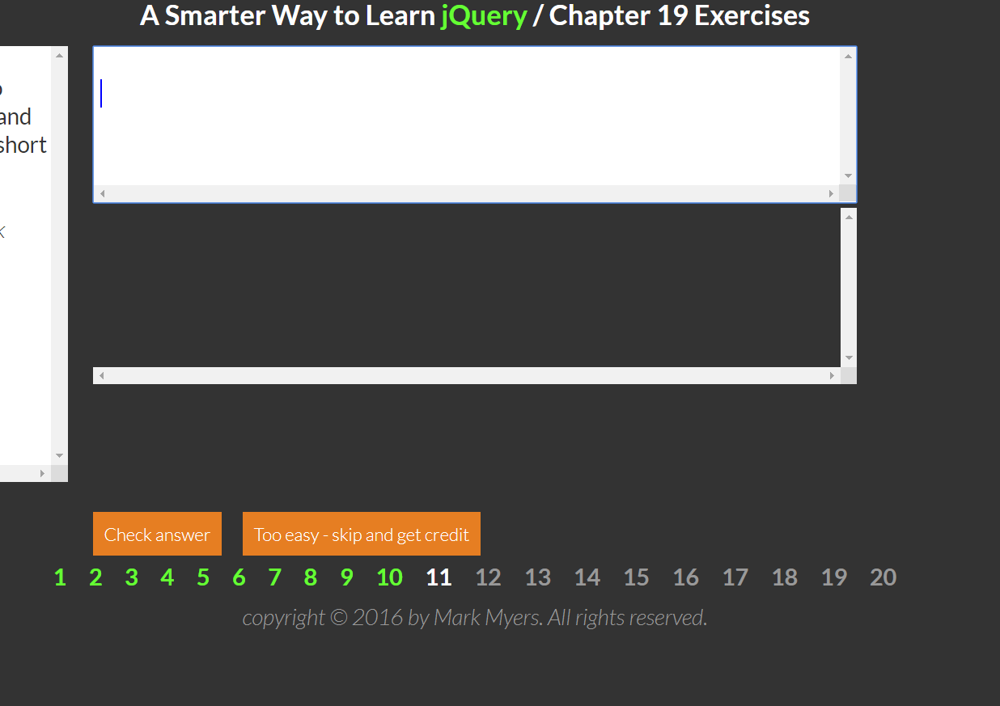 A Smarter Way to Learn jQuery / Chapter 19 Exercises
and
short
Check answer
Too easy - skip and get credit
1 2 3 4 5 6 7 8 9 10 11 12 13 14 15 16 17 18 19 20
copyright © 2016 by Mark Myers. All rights reserved.